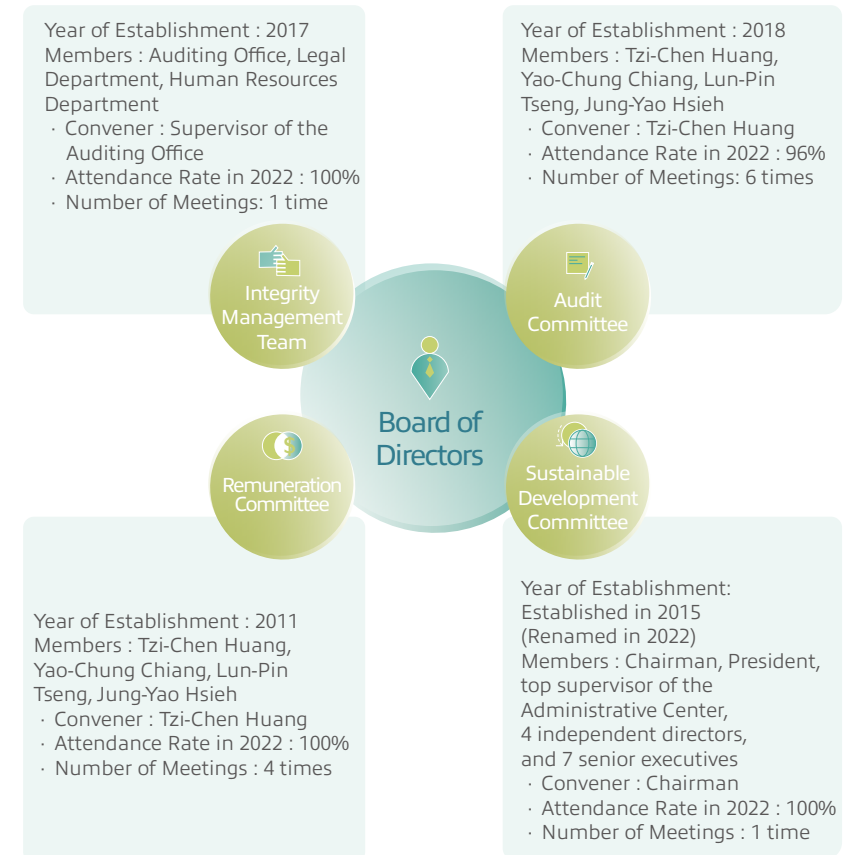 Year of Establishment : 2017
Members : Auditing Office, Legal
Department, Human Resources
Department
· Convener : Supervisor of the
Auditing Office
· Attendance Rate in 2022 : 100%
· Number of Meetings: 1 time
Integrity
Management
Team
Year of Establishment : 2018
Members : Tzi-Chen Huang,
Yao-Chung Chiang, Lun-Pin
Tseng, Jung-Yao Hsieh
· Convener : Tzi-Chen Huang
· Attendance Rate in 2022 : 96%
· Number of Meetings: 6 times
Audit
Committee
Board of
Directors
Remuneration
Committee
Year of Establishment : 2011
Members : Tzi-Chen Huang,
Yao-Chung Chiang, Lun-Pin
Tseng, Jung-Yao Hsieh
· Convener : Tzi-Chen Huang
· Attendance Rate in 2022 : 100%
· Number of Meetings : 4 times
Sustainable
Development
Committee
Year of Establishment:
Established in 2015
(Renamed in 2022)
Members : Chairman, President,
top supervisor of the
Administrative Center,
4 independent directors,
and 7 senior executives
· Convener : Chairman
· Attendance Rate in 2022 : 100%
· Number of Meetings : 1 time